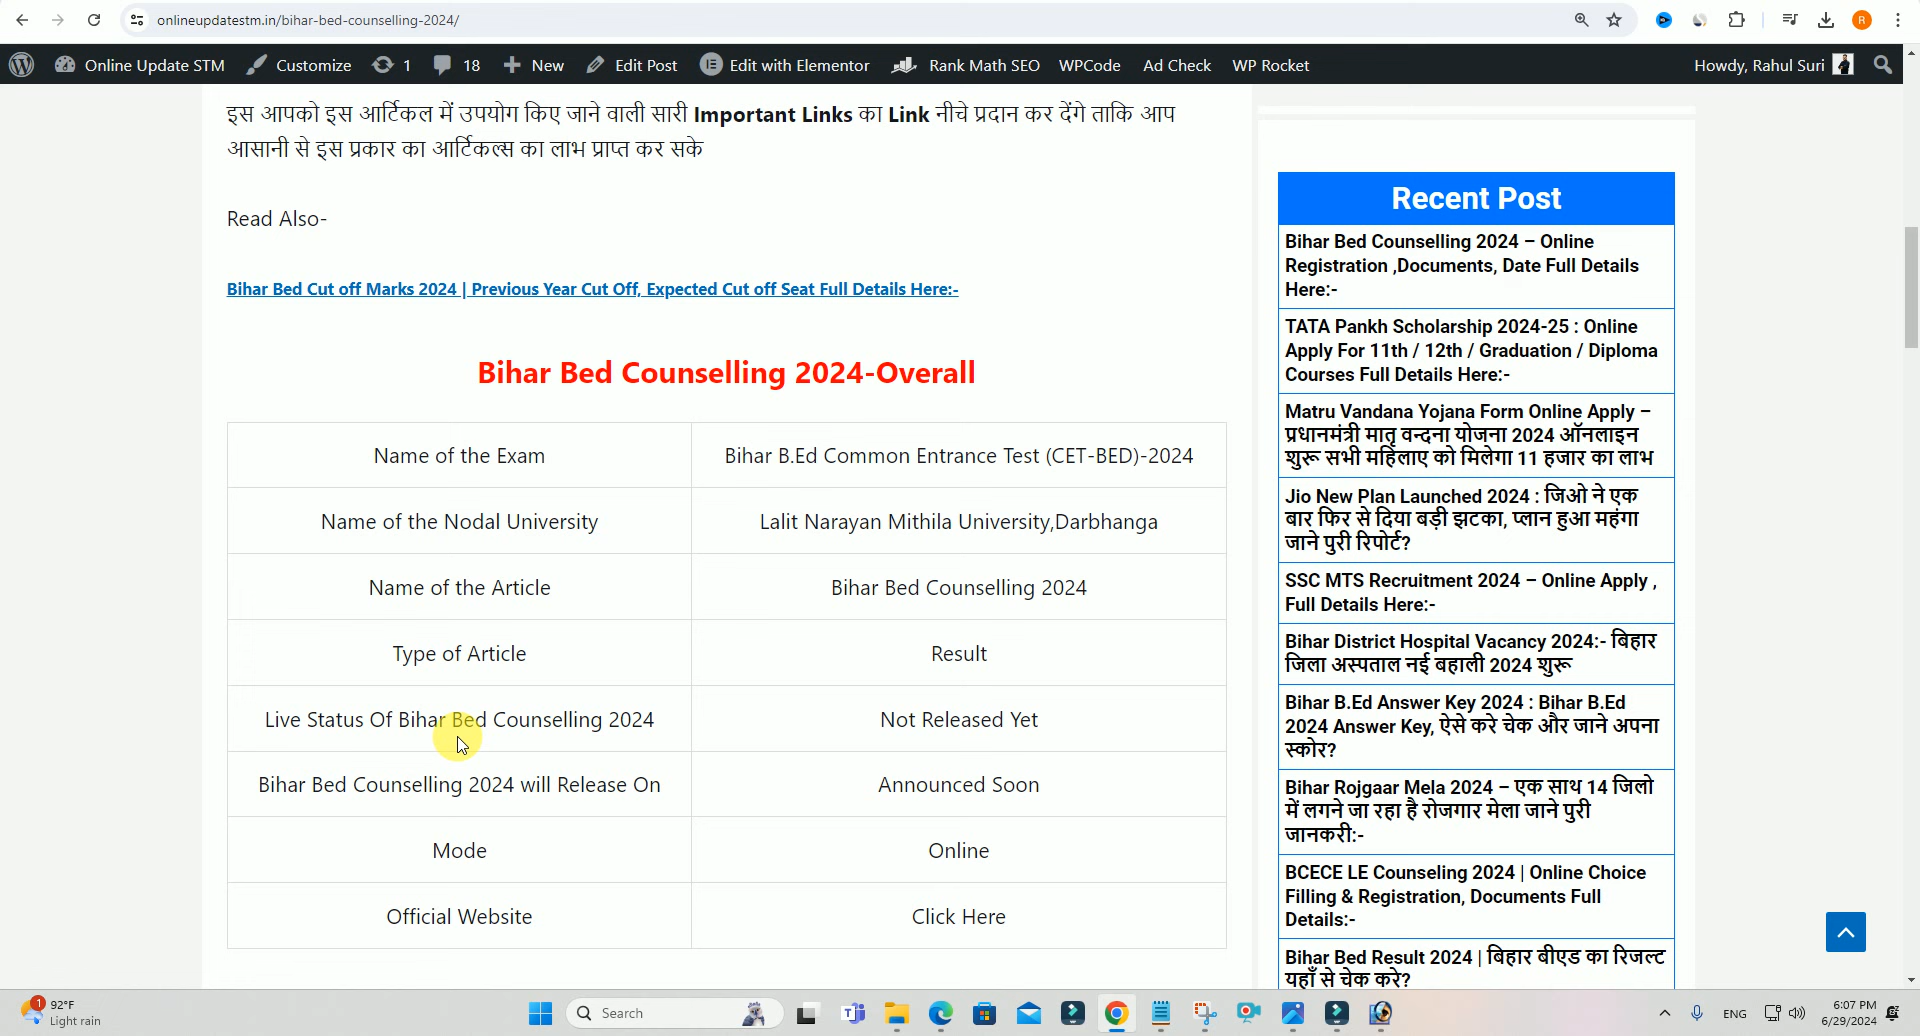 onlineupdatestm.in/bihar-bed-counselling-2024/
R
Online Update STM Customize 1 18 New Edit Post Edit with Elementor Rank Math SEO WPCode Ad Check WP Rocket Howdy, Rahul Suri
इस आपको इस आर्टिकल में उपयोग किए जाने वाली सारी Important Links का Link नीचे प्रदान कर देंगे ताकि आप
आसानी से इस प्रकार का आर्टिकल्स का लाभ प्राप्त कर सके
Read Also-
Bihar Bed Cut off Marks 2024 | Previous Year Cut Off, Expected Cut off Seat Full Details Here:-
Bihar Bed Counselling 2024-Overall
Name of the Exam Bihar B.Ed Common Entrance Test (CET-BED)-2024
Name of the Nodal University Lalit Narayan Mithila University,Darbhanga
Name of the Article Bihar Bed Counselling 2024
Type of Article Result
Live Status Of Bihar Bed Counselling 2024 Not Released Yet
Bihar Bed Counselling 2024 will Release On Announced Soon
Mode Online
Official Website Click Here
Recent Post
Bihar Bed Counselling 2024 – Online
Registration ,Documents, Date Full Details
Here:-
TATA Pankh Scholarship 2024-25 : Online
Apply For 11th / 12th / Graduation / Diploma
Courses Full Details Here:-
Matru Vandana Yojana Form Online Apply –
प्रधानमंत्री मातृ वन्दना योजना 2024 ऑनलाइन
शुरू सभी महिलाए को मिलेगा 11 हजार का लाभ
Jio New Plan Launched 2024 : जिओ ने एक
बार फिर से दिया बड़ी झटका, प्लान हुआ महंगा
जाने पुरी रिपोर्ट?
SSC MTS Recruitment 2024 – Online Apply ,
Full Details Here:-
Bihar District Hospital Vacancy 2024:- बिहार
जिला अस्पताल नई बहाली 2024 शुरू
Bihar B.Ed Answer Key 2024 : Bihar B.Ed
2024 Answer Key, ऐसे करे चेक और जाने अपना
स्कोर?
Bihar Rojgaar Mela 2024 – एक साथ 14 जिलो
में लगने जा रहा है रोजगार मेला जाने पुरी
जानकरी:-
BCECE LE Counseling 2024 | Online Choice
Filling & Registration, Documents Full
Details:-
Bihar Bed Result 2024 | बिहार बीएड का रिजल्ट
यहाँ से चेक करे?
1
92°F
Light rain
Search
ENG
6:07 PM
6/29/2024